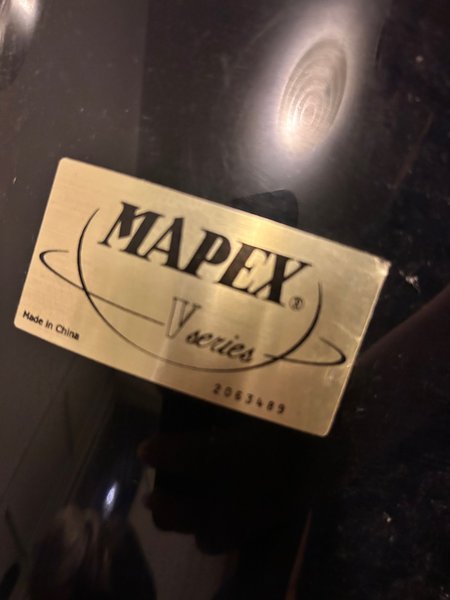 MAPEX®
V series
Made in China
2063489